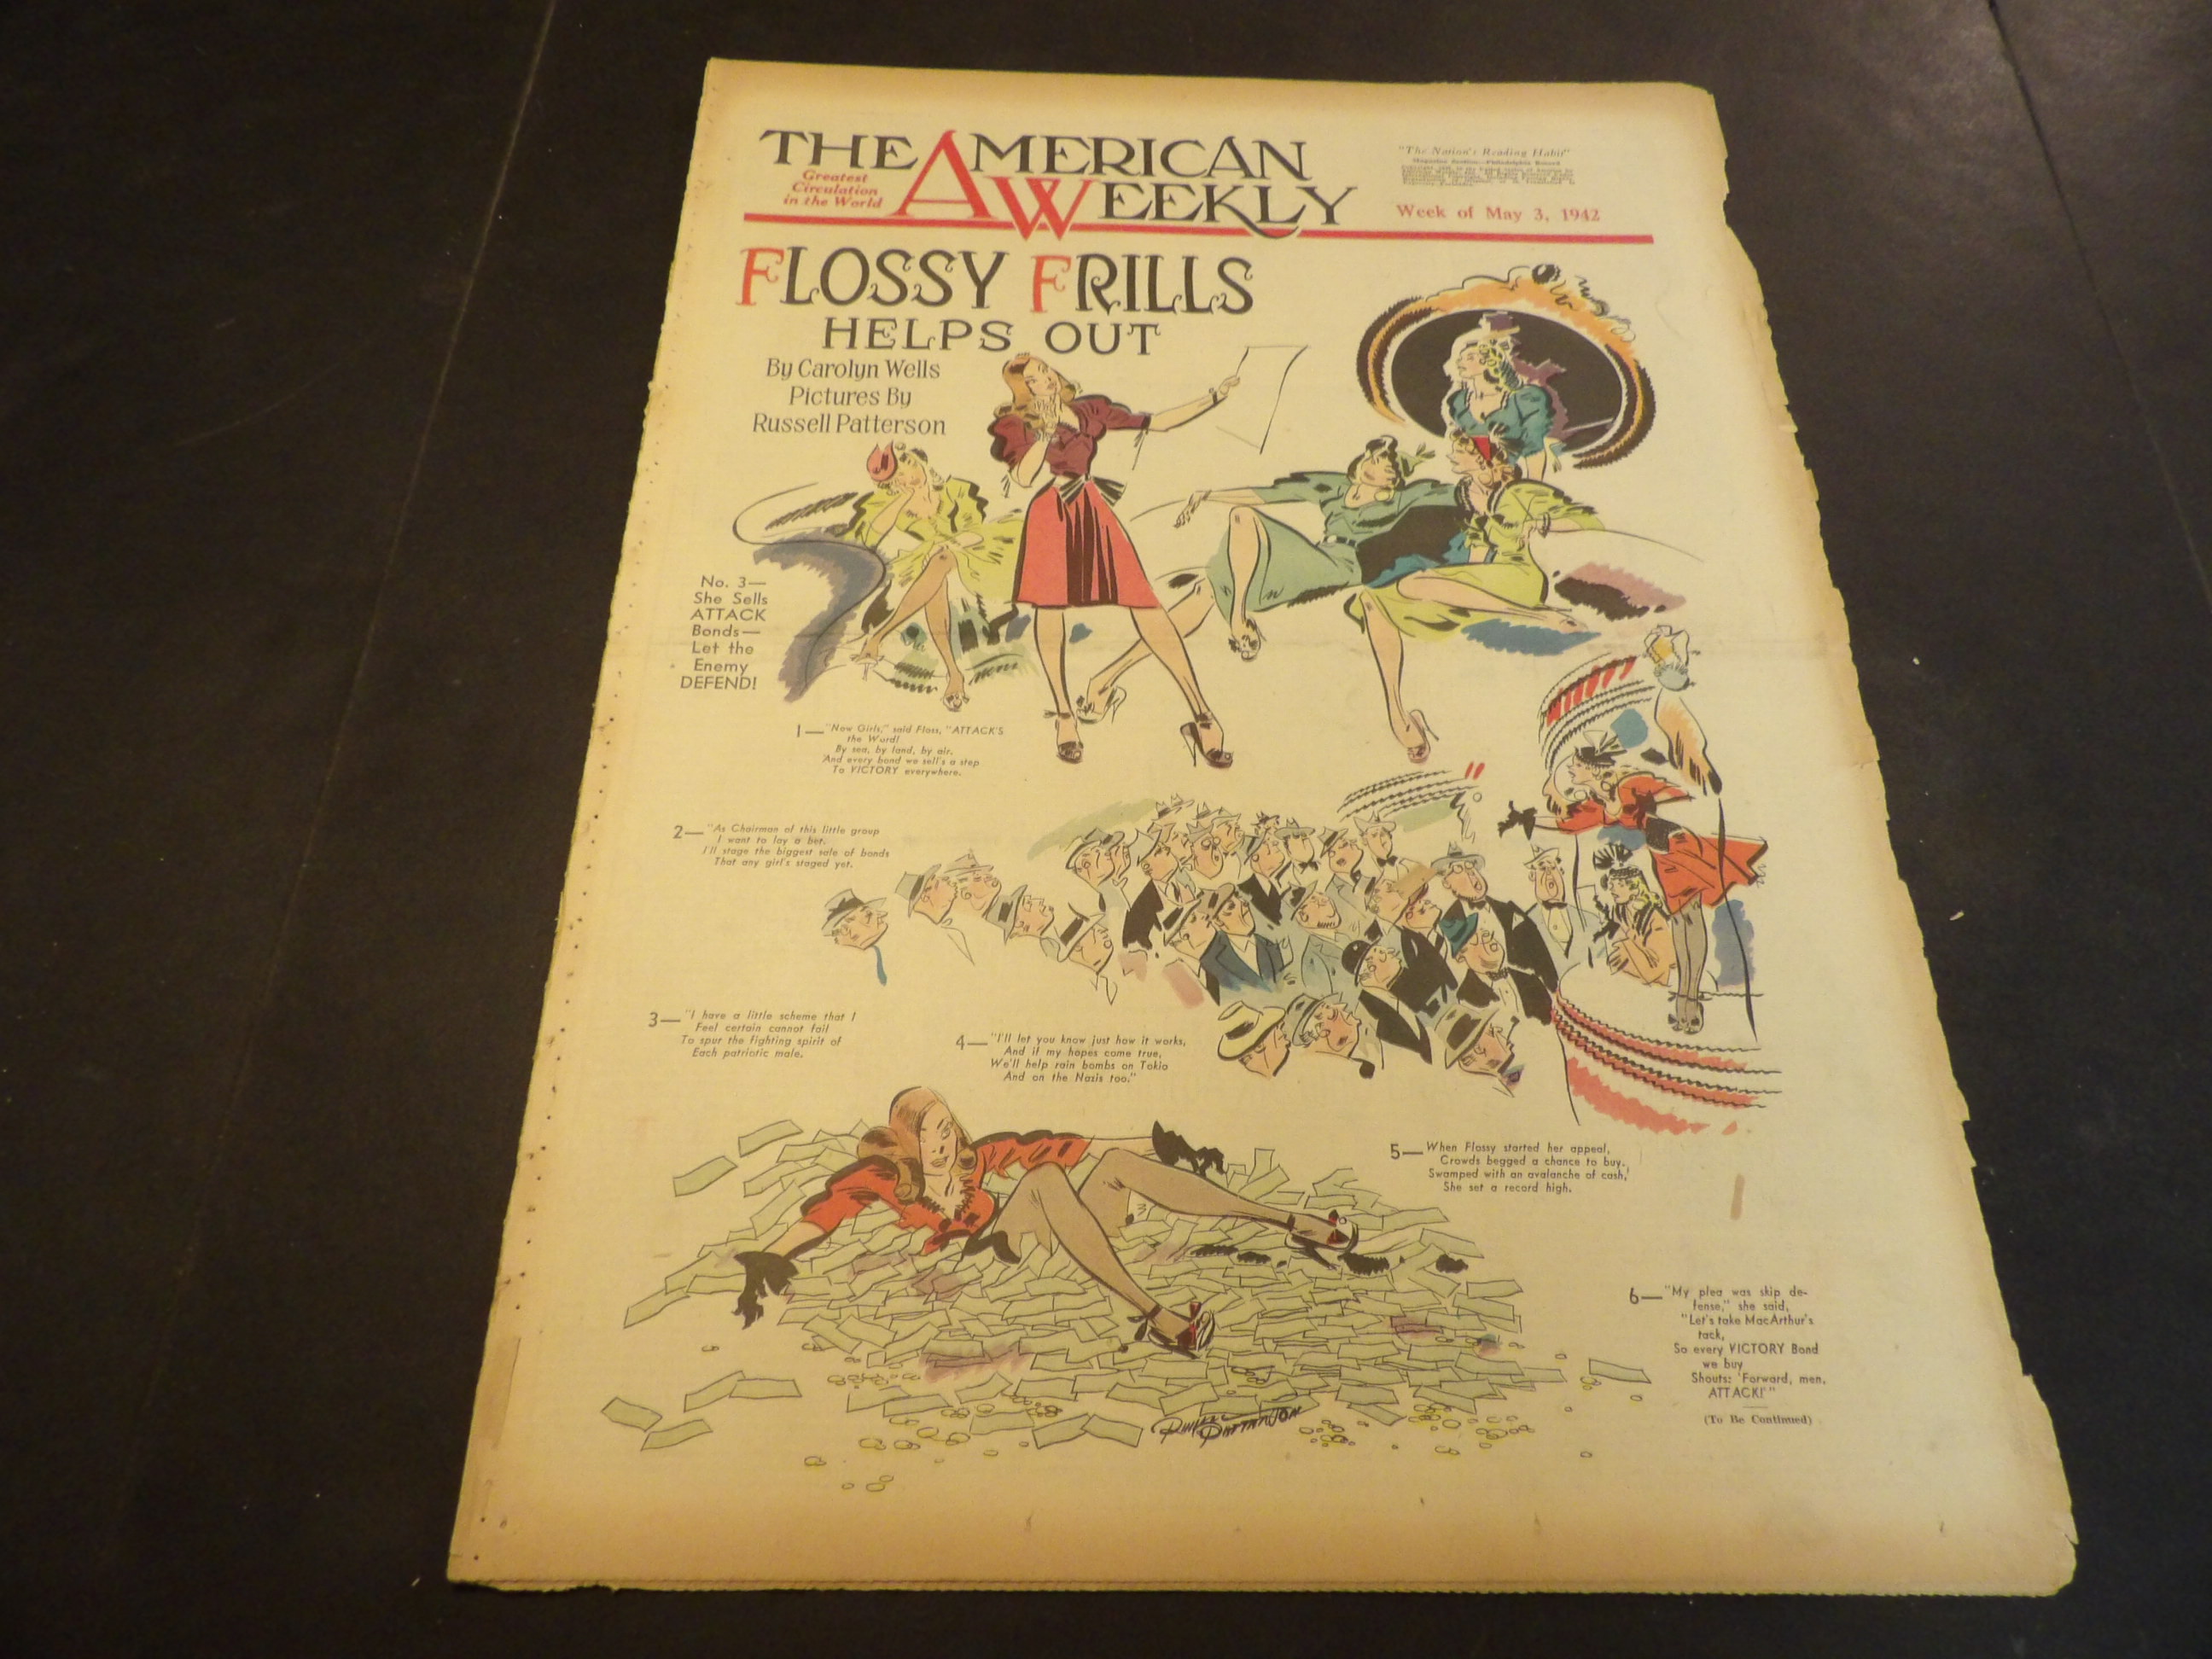 THE AMERICAN
WEEKLY
Greatest
Circulation
in the World
"The Nation's Reading Habit"
Magazine Section—Philadelphia Record
Week of May 3, 1942
FLOSSY FRILLS
HELPS OUT
By Carolyn Wells
Pictures By
Russell Patterson
No. 3—
She Sells
ATTACK
Bonds—
Let the
Enemy
DEFEND!
1—"Now Girls," said Floss, "ATTACK'S
the Word!
By sea, by land, by air.
And every bond we sell's a step
To VICTORY everywhere.
2—"As Chairman of this little group
I want to lay a bet.
I'll stage the biggest sale of bonds
That any girl's staged yet.
3—"I have a little scheme that I
Feel certain cannot fail
To spur the fighting spirit of
Each patriotic male.
4—"I'll let you know just how it works,
And if my hopes come true,
We'll help rain bombs on Tokio
And on the Nazis too."
5—When Flossy started her appeal,
Crowds begged a chance to buy.
Swamped with an avalanche of cash,
She set a record high.
6—"My plea was skip de-
fense," she said,
"Let's take MacArthur's
tack,
So every VICTORY Bond
we buy
Shouts: 'Forward, men,
ATTACK!'"
(To Be Continued)
Russell
Patterson